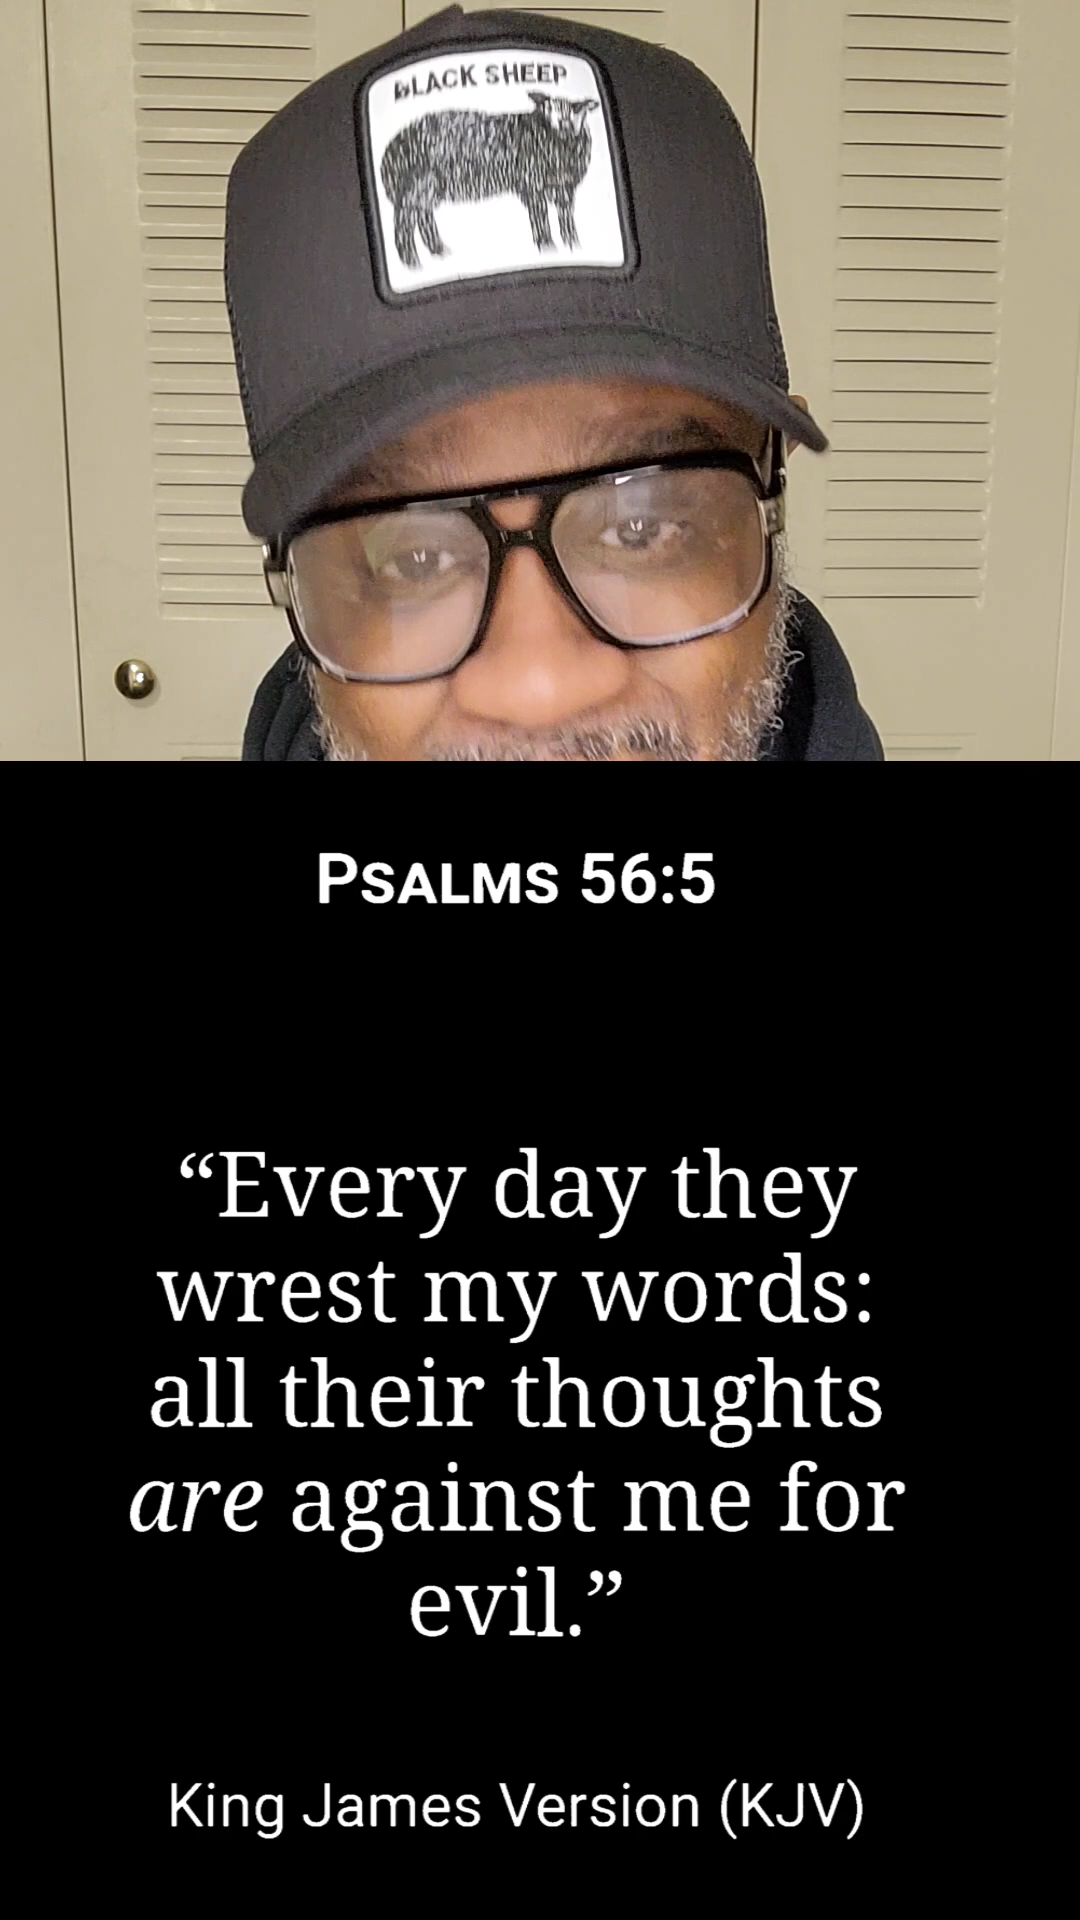 BLACK SHEEP
PSALMS 56:5
“Every day they
wrest my words:
all their thoughts
are against me for
evil.”
King James Version (KJV)